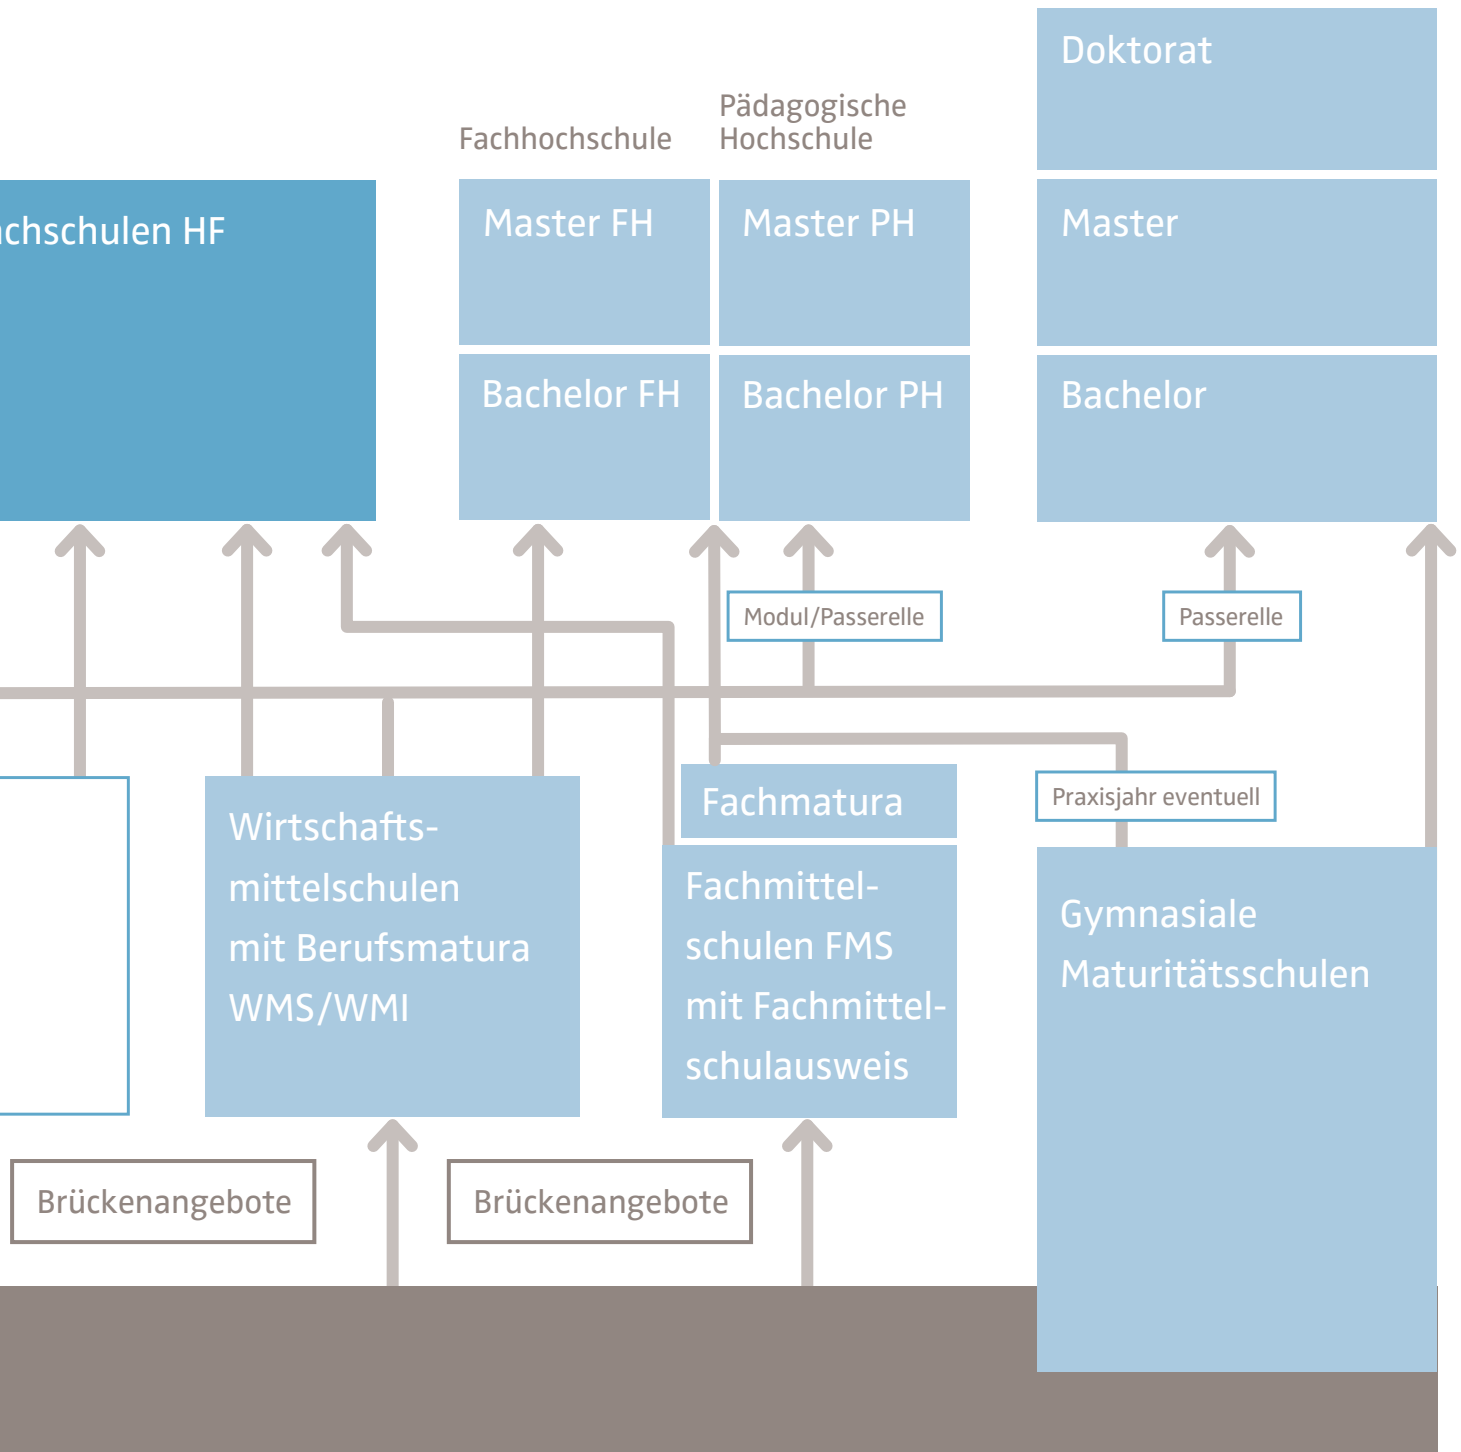 Doktorat
Pädagogische
Hochschule
Fachhochschule
chschulen HF
Master FH
Master PH
Master
Bachelor FH
Bachelor PH
Bachelor
Modul/Passerelle
Passerelle
Praxisjahr eventuell
Wirtschafts-
mittelschulen
mit Berufsmatura
WMS/WMI
Fachmatura
Fachmittel-
schulen FMS
mit Fachmittel-
schulausweis
Gymnasiale
Maturitätsschulen
Brückenangebote
Brückenangebote